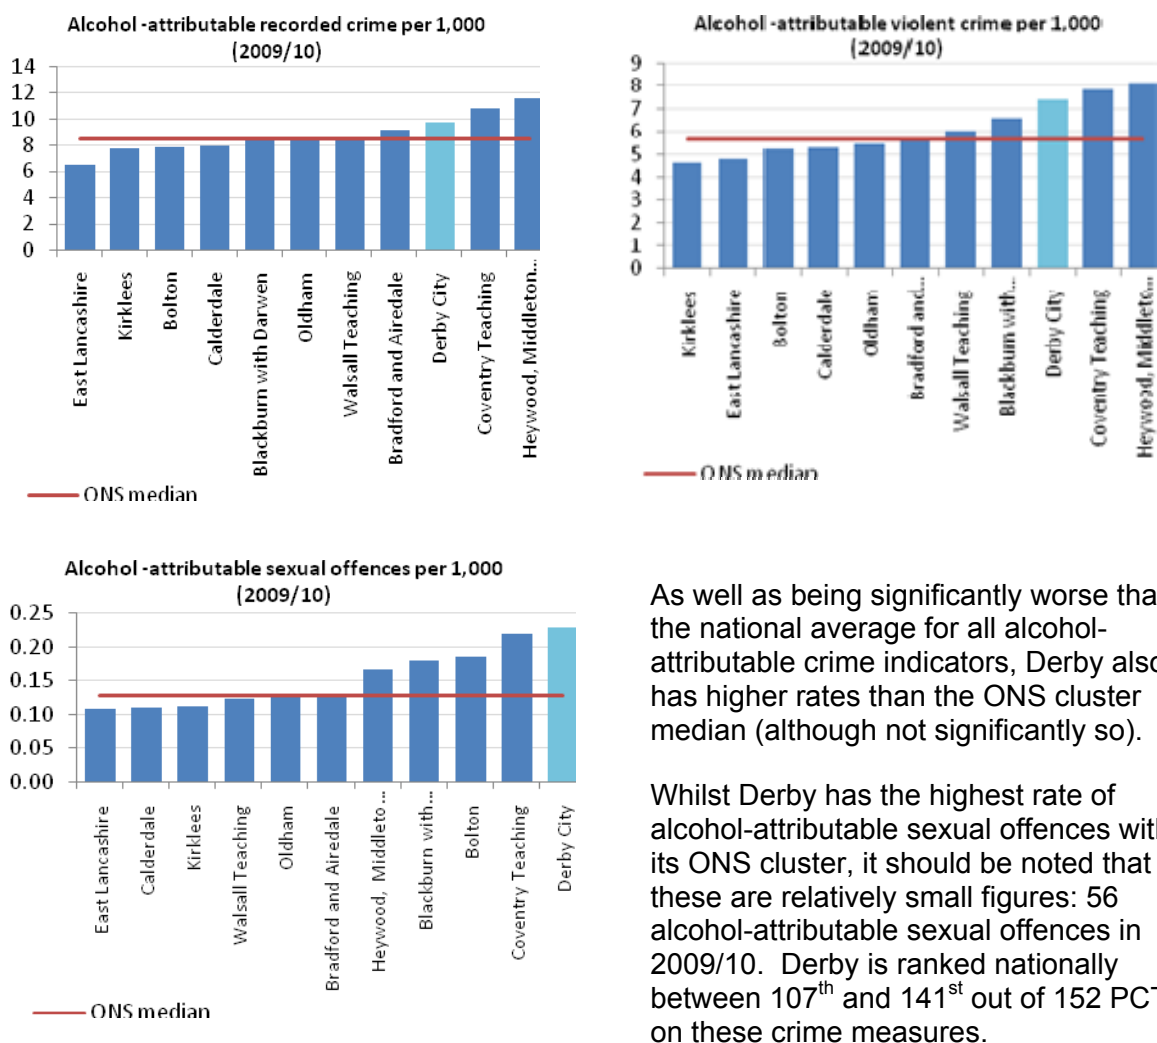 Alcohol -attributable recorded crime per 1,000
(2009/10)
14
12
10
8
6
4
2
0
East Lancashire
Kirklees
Bolton
Calderdale
Blackburn with Darwen
Oldham
Walsall Teaching
Bradford and Airedale
Derby City
Coventry Teaching
Heywood, Middleton...
ONS median
Alcohol -attributable violent crime per 1,000
(2009/10)
9
8
7
6
5
4
3
2
1
0
Kirklees
East Lancashire
Bolton
Calderdale
Oldham
Bradford and...
Walsall Teaching
Blackburn with...
Derby City
Coventry Teaching
Heywood, Middleto...
ONS median
Alcohol -attributable sexual offences per 1,000
(2009/10)
0.25
0.20
0.15
0.10
0.05
0.00
East Lancashire
Calderdale
Kirklees
Walsall Teaching
Oldham
Bradford and Airedale
Heywood, Middleto...
Blackburn with...
Bolton
Coventry Teaching
Derby City
ONS median
As well as being significantly worse tha
the national average for all alcohol-
attributable crime indicators, Derby also
has higher rates than the ONS cluster
median (although not significantly so).
Whilst Derby has the highest rate of
alcohol-attributable sexual offences with
its ONS cluster, it should be noted that
these are relatively small figures: 56
alcohol-attributable sexual offences in
2009/10. Derby is ranked nationally
between 107th and 141st out of 152 PCT
on these crime measures.